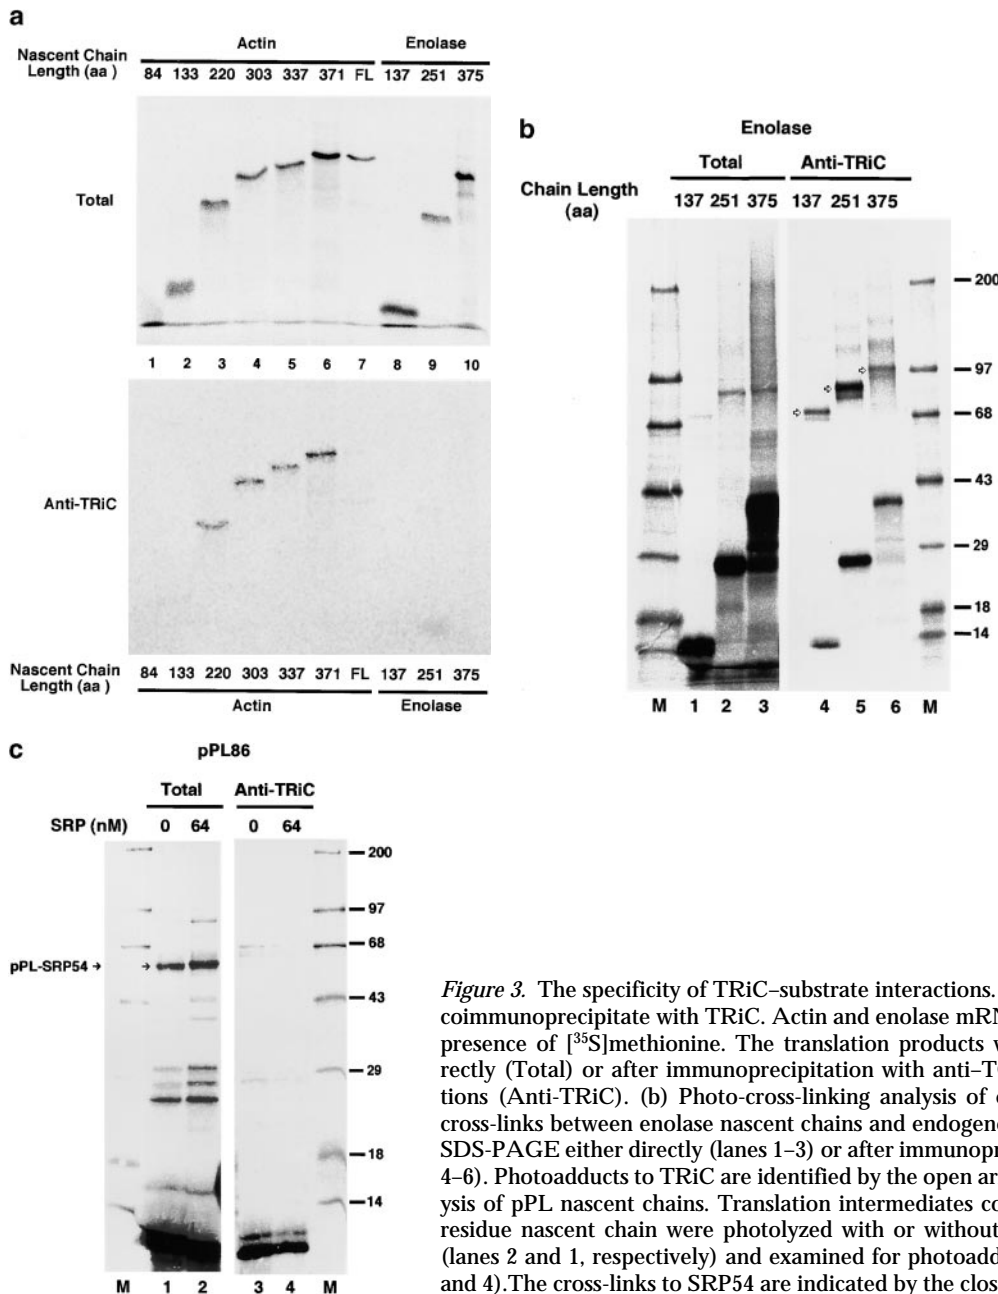 a
Actin Enolase
Nascent Chain
Length (aa ) 84 133 220 303 337 371 FL 137 251 375
Total
1 2 3 4 5 6 7 8 9 10
Anti-TRiC
Nascent Chain
Length (aa ) 84 133 220 303 337 371 FL 137 251 375
Actin Enolase
b
Enolase
Total Anti-TRiC
Chain Length
(aa) 137 251 375 137 251 375
200
97
68
43
29
18
14
M 1 2 3 4 5 6 M
c
pPL86
Total Anti-TRiC
SRP (nM) 0 64 0 64
200
97
68
pPL-SRP54
43
29
18
14
M 1 2 3 4 M
Figure 3. The specificity of TRiC–substrate interactions.
coimmunoprecipitate with TRiC. Actin and enolase mRN
presence of [³⁵S]methionine. The translation products w
rectly (Total) or after immunoprecipitation with anti–T
tions (Anti-TRiC). (b) Photo-cross-linking analysis of
cross-links between enolase nascent chains and endogen
SDS-PAGE either directly (lanes 1–3) or after immunopr
4–6). Photoadducts to TRiC are identified by the open ar
ysis of pPL nascent chains. Translation intermediates co
residue nascent chain were photolyzed with or without
(lanes 2 and 1, respectively) and examined for photoadd
and 4).The cross-links to SRP54 are indicated by the clos